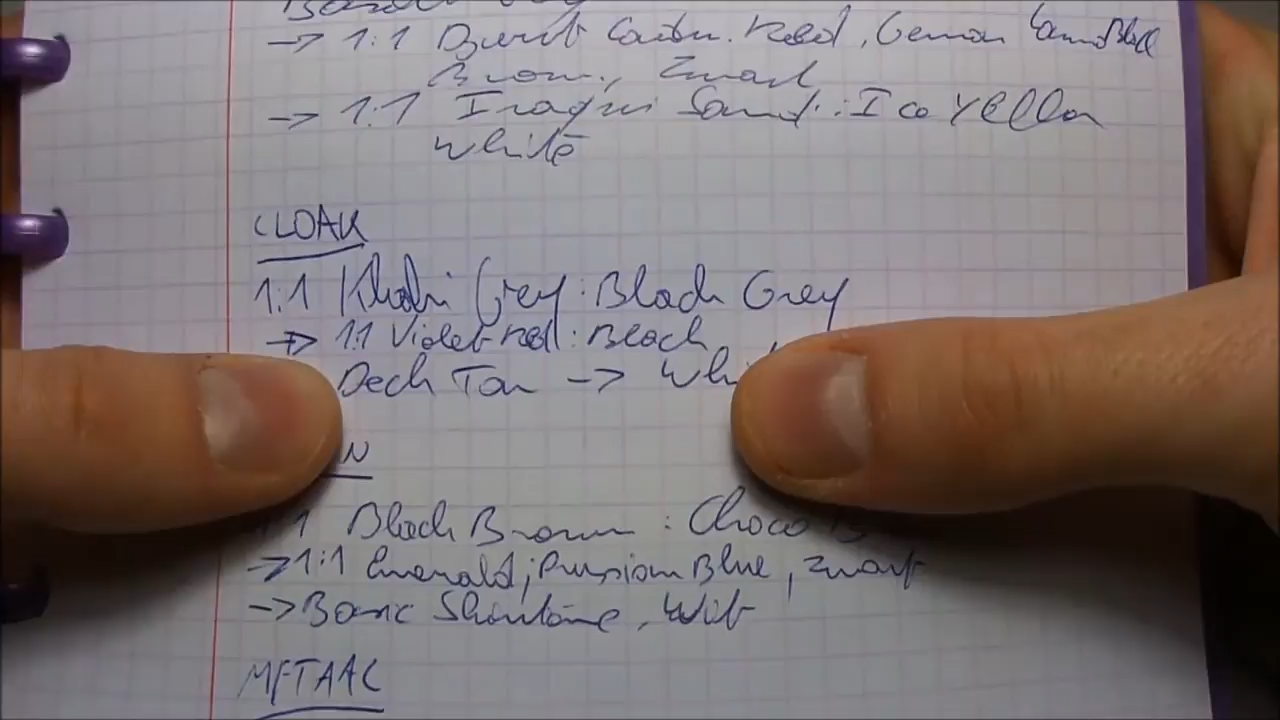 → 1:1 Burnt Cadm. Red, German Camo Black
Brown, Zwart
→ 1:1 Iraqui Sand : Ice Yellow
White
CLOAK
1:1 Khaki Grey : Black Grey
→ 1:1 Violet Red : Black
Deck Tan → Whi
N
1 Black Brown : Choco B
→ 1:1 Emerald, Prussian Blue, Zwart
→ Basic Skintone, Wit
METAAL